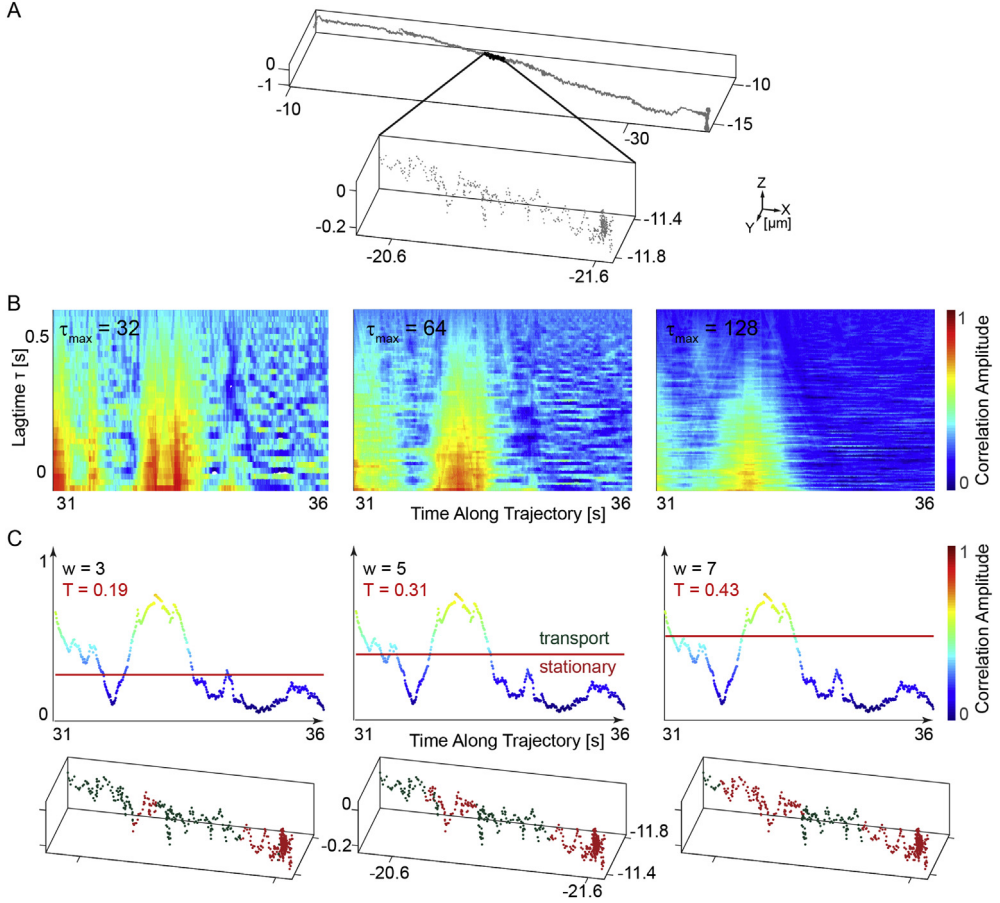 A
0
-1
-10
-10
-15
-30
0
-0.2
-20.6
-21.6
-11.4
-11.8
Z
X
Y
[µm]
B
τmax = 32
τmax = 64
τmax = 128
0.5
0
Lagtime τ [s]
31
36
31
36
31
36
Time Along Trajectory [s]
1
0
Correlation Amplitude
C
1
0
w = 3
T = 0.19
w = 5
T = 0.31
w = 7
T = 0.43
transport
stationary
31
36
31
36
31
36
Time Along Trajectory [s]
1
0
Correlation Amplitude
0
-0.2
-20.6
-21.6
-11.8
-11.4